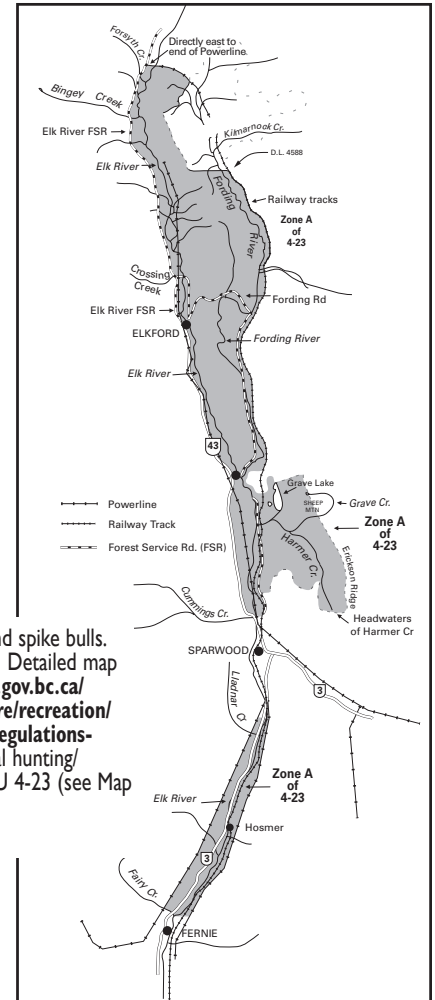 Forsyth Cr.
Directly east to
end of Powerline.
Bingey Creek
Elk River FSR
Kilmarnook Cr.
D.L. 4588
Elk River
Fording River
Railway tracks
Zone A
of
4-23
Crossing
Creek
Fording Rd
Elk River FSR
ELKFORD
Fording River
Elk River
43
Grave Lake
SHEEP
MTN
Grave Cr.
Powerline
Railway Track
Forest Service Rd. (FSR)
Zone A
of
4-23
Harmer Cr.
Erickson Ridge
Headwaters
of Harmer Cr
Cummings Cr.
nd spike bulls.
Detailed map
gov.bc.ca/
re/recreation/
egulations-
al hunting/
U 4-23 (see Map
SPARWOOD
3
Lladnar Cr
Zone A
of
4-23
Elk River
Hosmer
3
Fairy Cr.
FERNIE